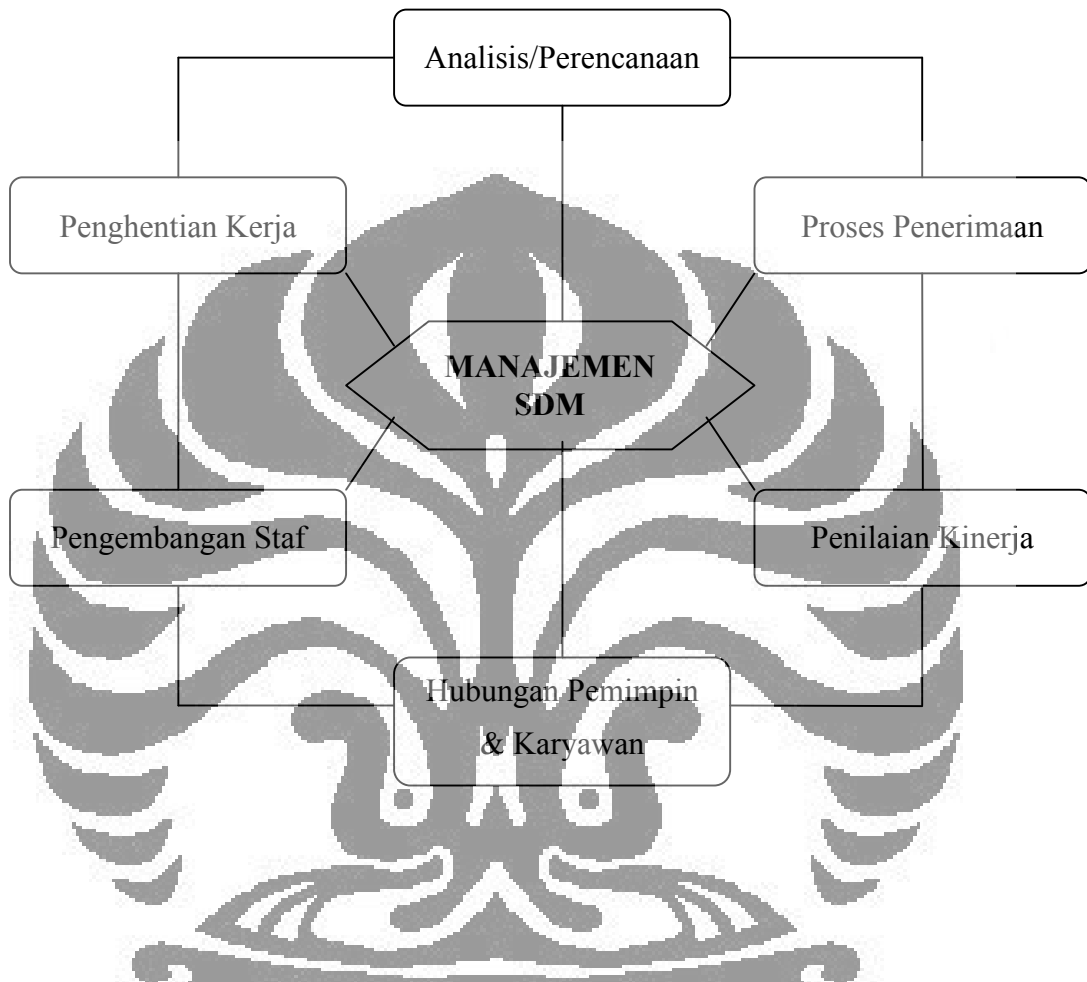 Analisis/Perencanaan
Penghentian Kerja
Proses Penerimaan
MANAJEMEN
SDM
Pengembangan Staf
Penilaian Kinerja
Hubungan Pemimpin
& Karyawan